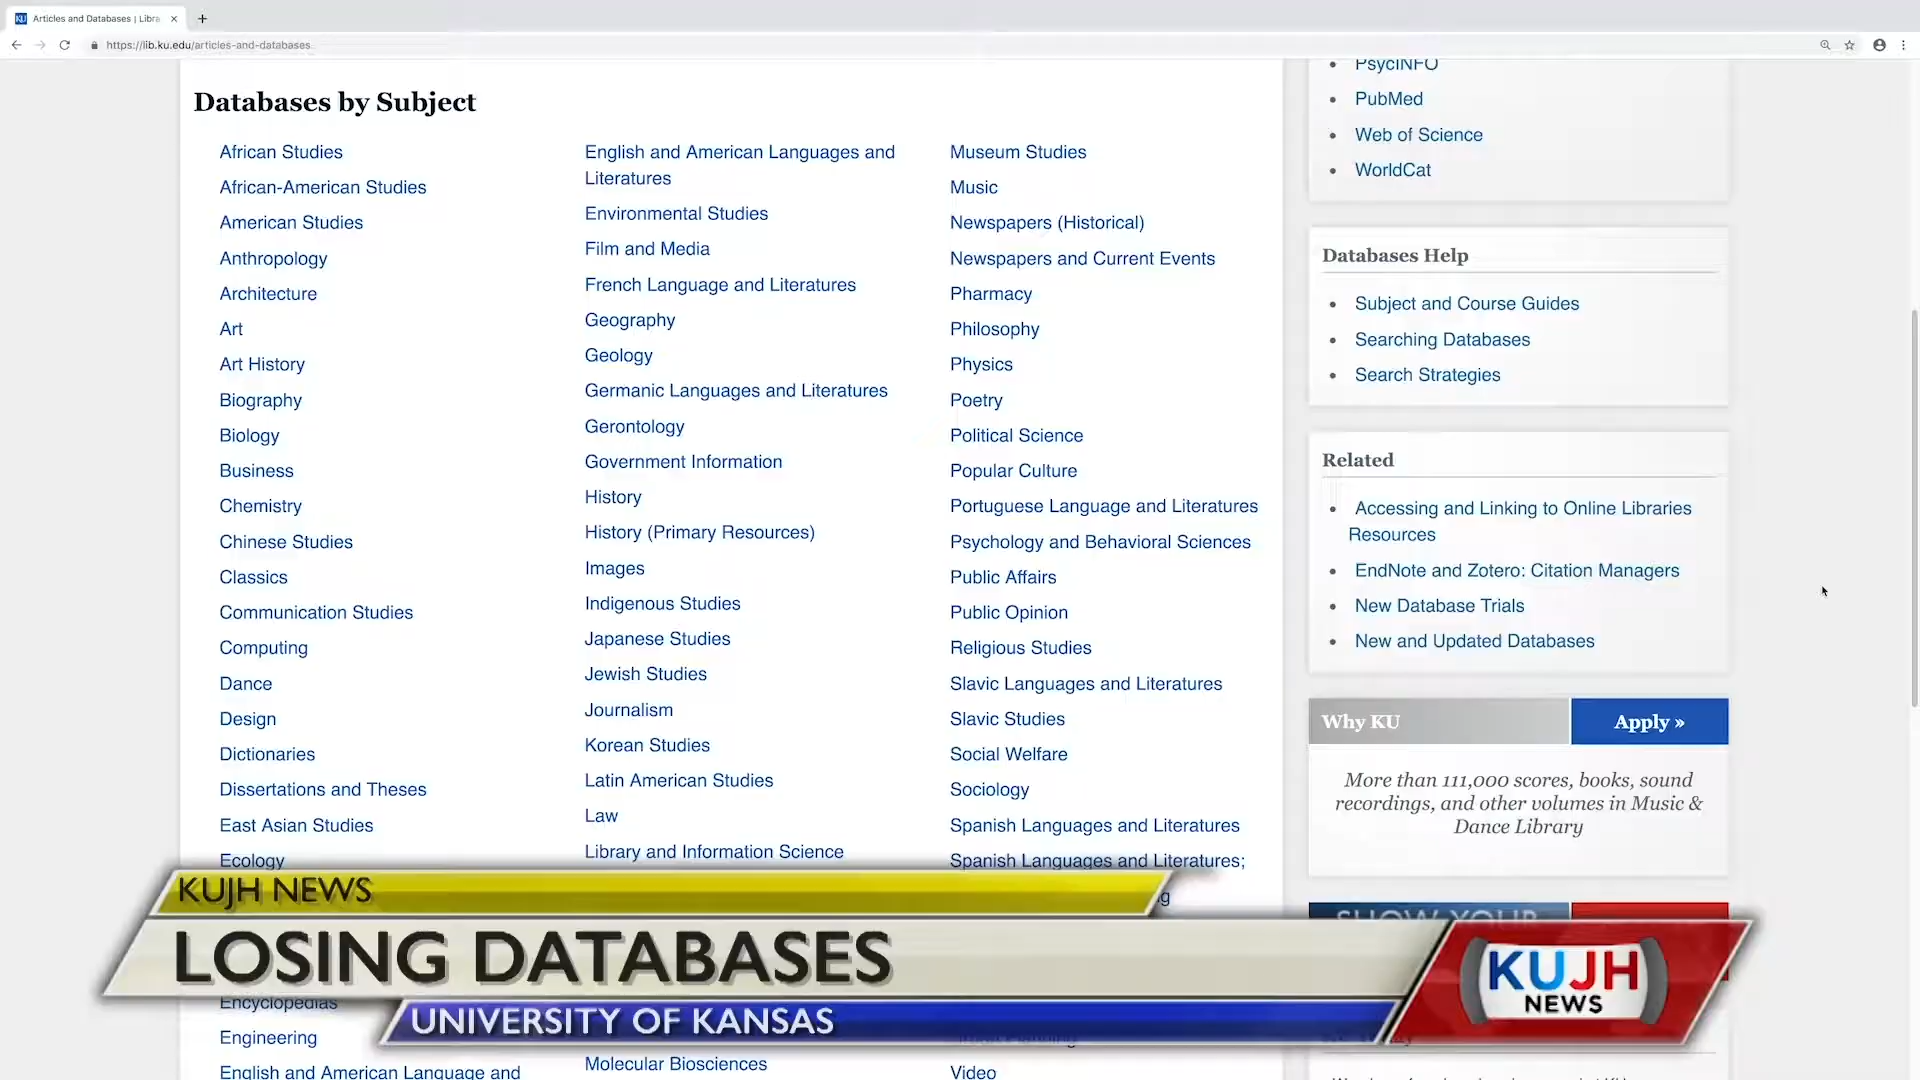 Articles and Databases | Libra
https://lib.ku.edu/articles-and-databases
Databases by Subject
African Studies
African-American Studies
American Studies
Anthropology
Architecture
Art
Art History
Biography
Biology
Business
Chemistry
Chinese Studies
Classics
Communication Studies
Computing
Dance
Design
Dictionaries
Dissertations and Theses
East Asian Studies
Ecology
Encyclopedias
Engineering
English and American Language and
English and American Languages and
Literatures
Environmental Studies
Film and Media
French Language and Literatures
Geography
Geology
Germanic Languages and Literatures
Gerontology
Government Information
History
History (Primary Resources)
Images
Indigenous Studies
Japanese Studies
Jewish Studies
Journalism
Korean Studies
Latin American Studies
Law
Library and Information Science
Molecular Biosciences
Museum Studies
Music
Newspapers (Historical)
Newspapers and Current Events
Pharmacy
Philosophy
Physics
Poetry
Political Science
Popular Culture
Portuguese Language and Literatures
Psychology and Behavioral Sciences
Public Affairs
Public Opinion
Religious Studies
Slavic Languages and Literatures
Slavic Studies
Social Welfare
Sociology
Spanish Languages and Literatures
Spanish Languages and Literatures;
Video
PsycINFO
PubMed
Web of Science
WorldCat
Databases Help
Subject and Course Guides
Searching Databases
Search Strategies
Related
Accessing and Linking to Online Libraries
Resources
EndNote and Zotero: Citation Managers
New Database Trials
New and Updated Databases
Why KU
Apply »
More than 111,000 scores, books, sound
recordings, and other volumes in Music &
Dance Library
SHOW YOUR
KUJH NEWS
LOSING DATABASES
UNIVERSITY OF KANSAS
KUJH
NEWS